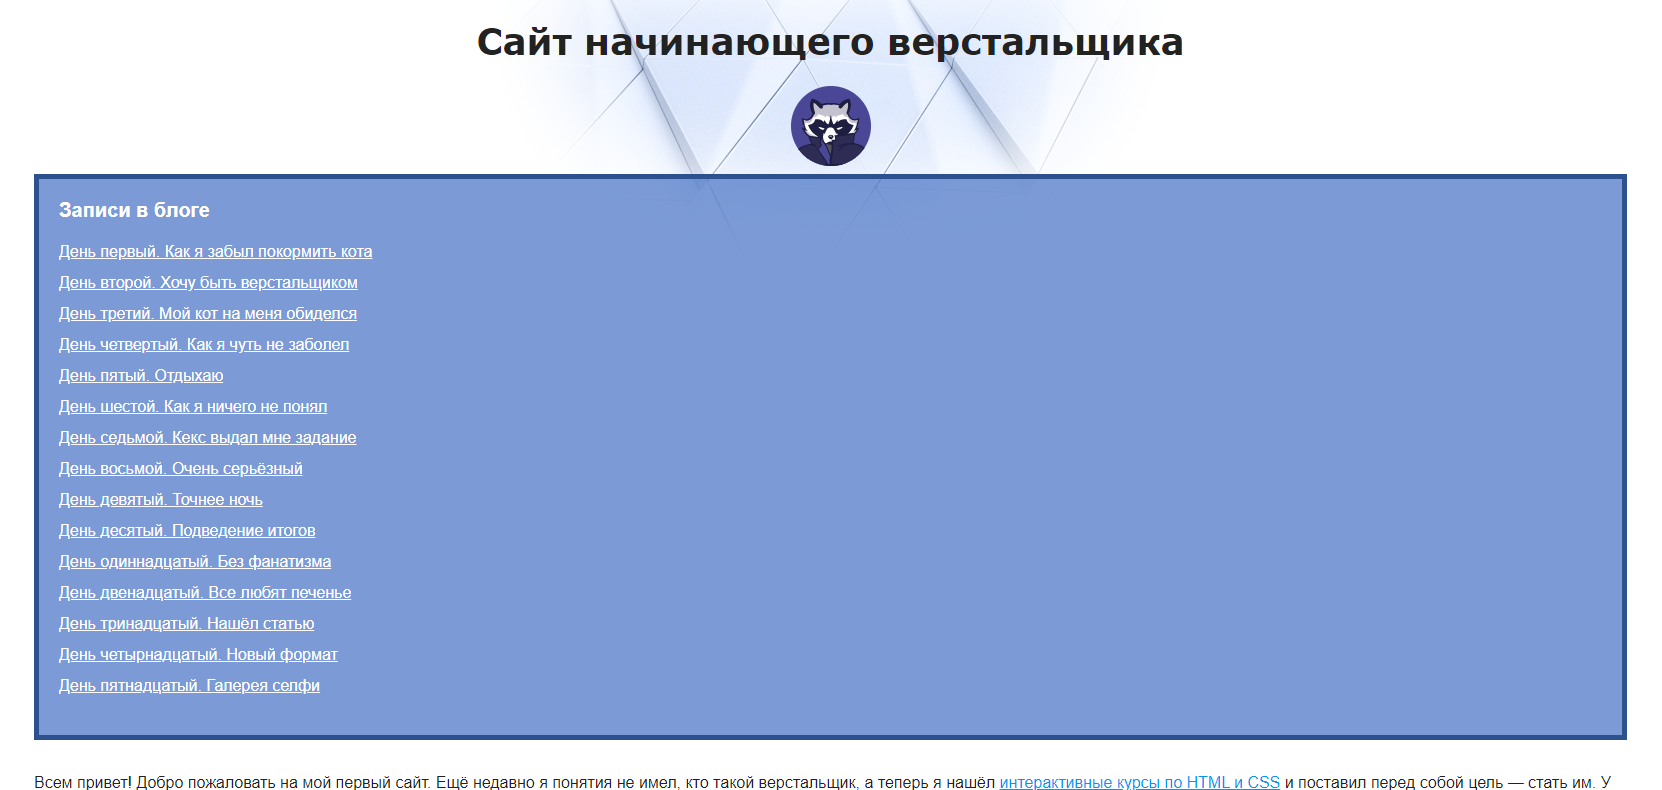 Сайт начинающего верстальщика
Записи в блоге
День первый. Как я забыл покормить кота
День второй. Хочу быть верстальщиком
День третий. Мой кот на меня обиделся
День четвертый. Как я чуть не заболел
День пятый. Отдыхаю
День шестой. Как я ничего не понял
День седьмой. Кекс выдал мне задание
День восьмой. Очень серьёзный
День девятый. Точнее ночь
День десятый. Подведение итогов
День одиннадцатый. Без фанатизма
День двенадцатый. Все любят печенье
День тринадцатый. Нашёл статью
День четырнадцатый. Новый формат
День пятнадцатый. Галерея селфи
Всем привет! Добро пожаловать на мой первый сайт. Ещё недавно я понятия не имел, кто такой верстальщик, а теперь я нашёл интерактивные курсы по HTML и CSS и поставил перед собой цель — стать им. У